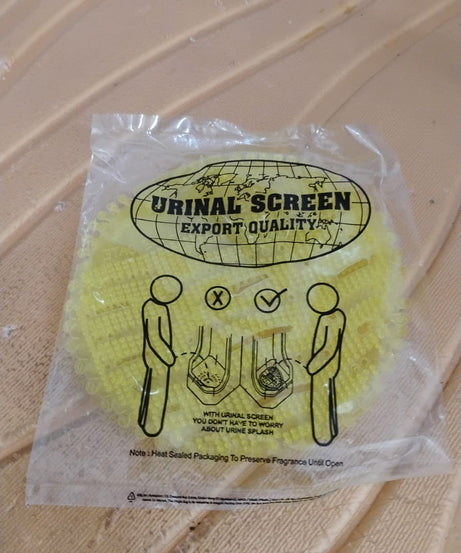 URINAL SCREEN
EXPORT QUALITY
X
WITH URINAL SCREEN
YOU DON'T HAVE TO WORRY
ABOUT URINE SPLASH
Note : Heat Sealed Packaging To Preserve Fragrance Until Open